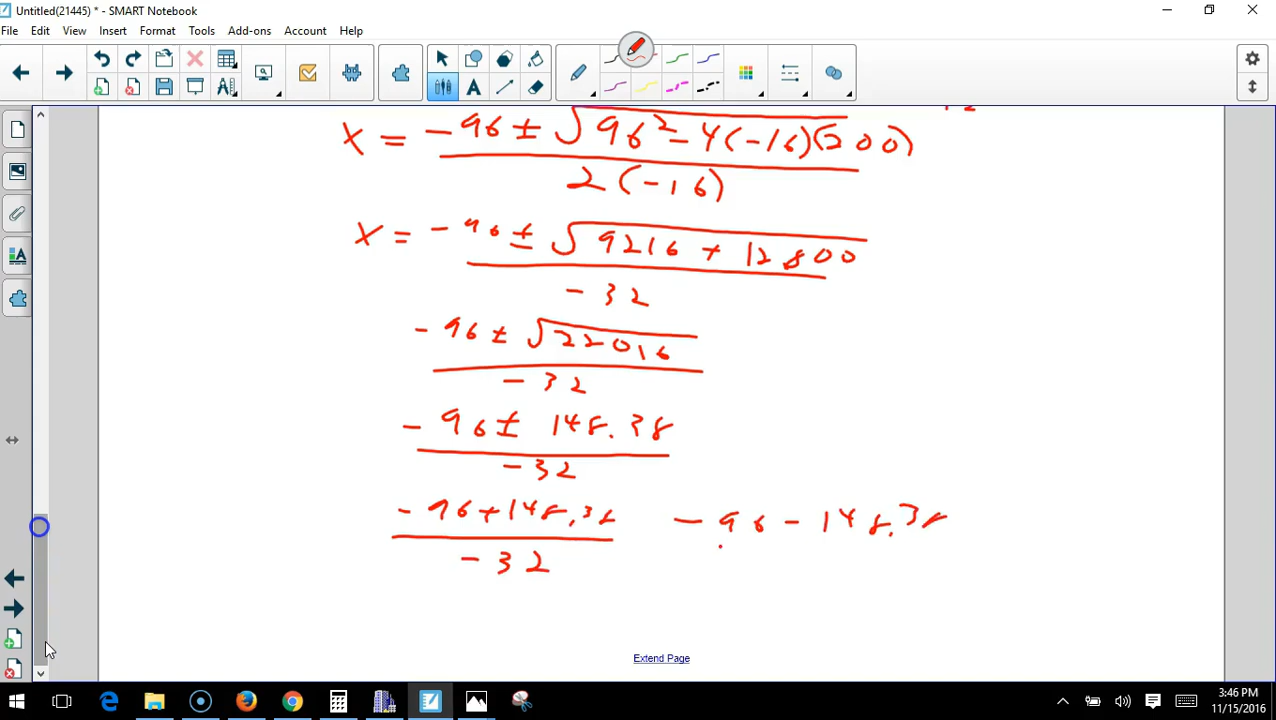 Untitled(21445) * - SMART Notebook
File Edit View Insert Format Tools Add-ons Account Help
x = -96 ± √96² - 4(-16)(200)
2(-16)
x = -96 ± √9216 + 12800
-32
-96 ± √22016
-32
-96 ± 148.38
-32
-96+148.38 -96-148.38
-32
Extend Page
3:46 PM
11/15/2016